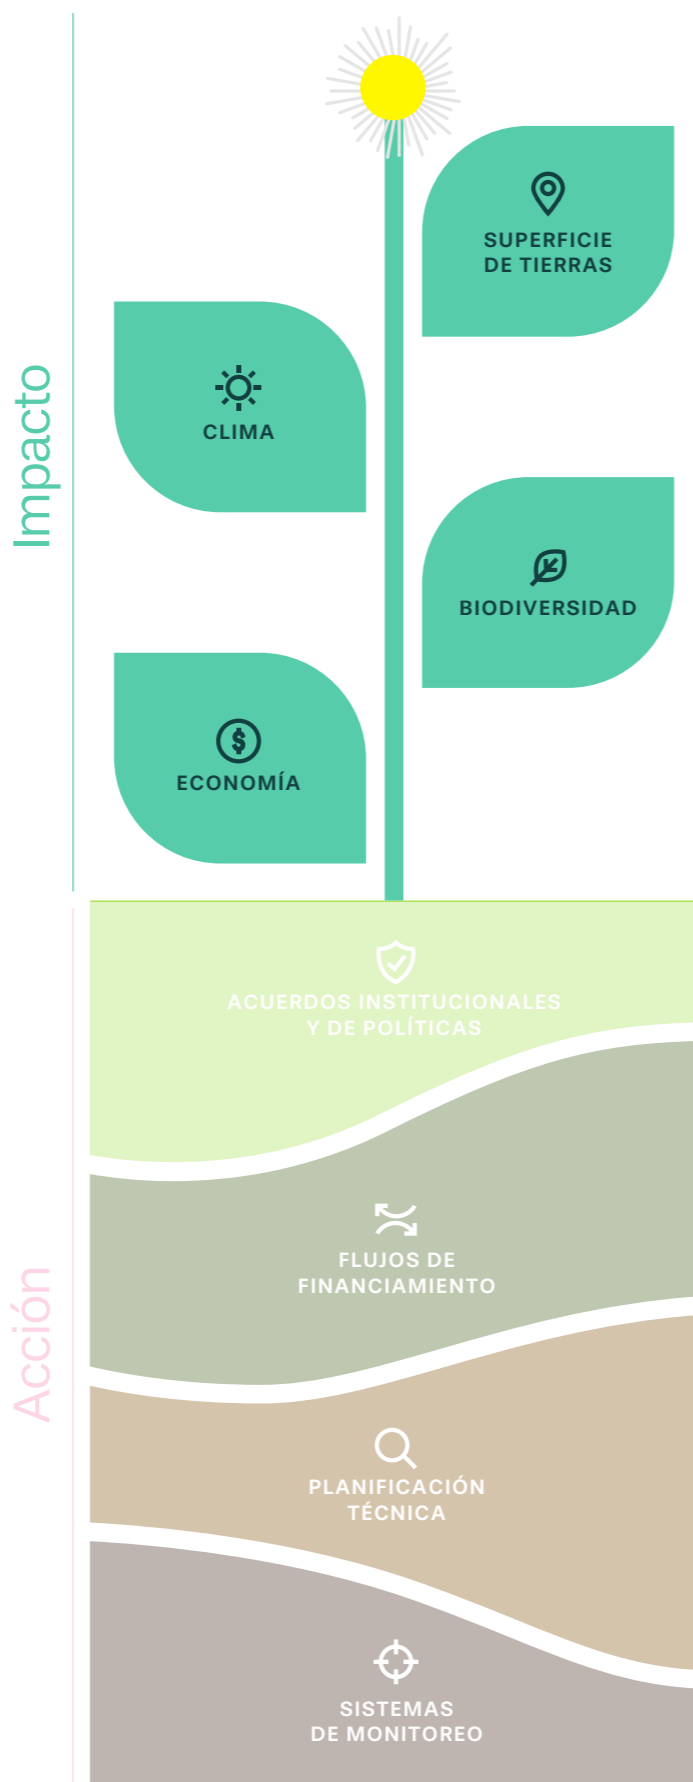 Impacto
SUPERFICIE
DE TIERRAS
CLIMA
BIODIVERSIDAD
ECONOMÍA
Acción
ACUERDOS INSTITUCIONALES
Y DE POLÍTICAS
FLUJOS DE
FINANCIAMIENTO
PLANIFICACIÓN
TÉCNICA
SISTEMAS
DE MONITOREO